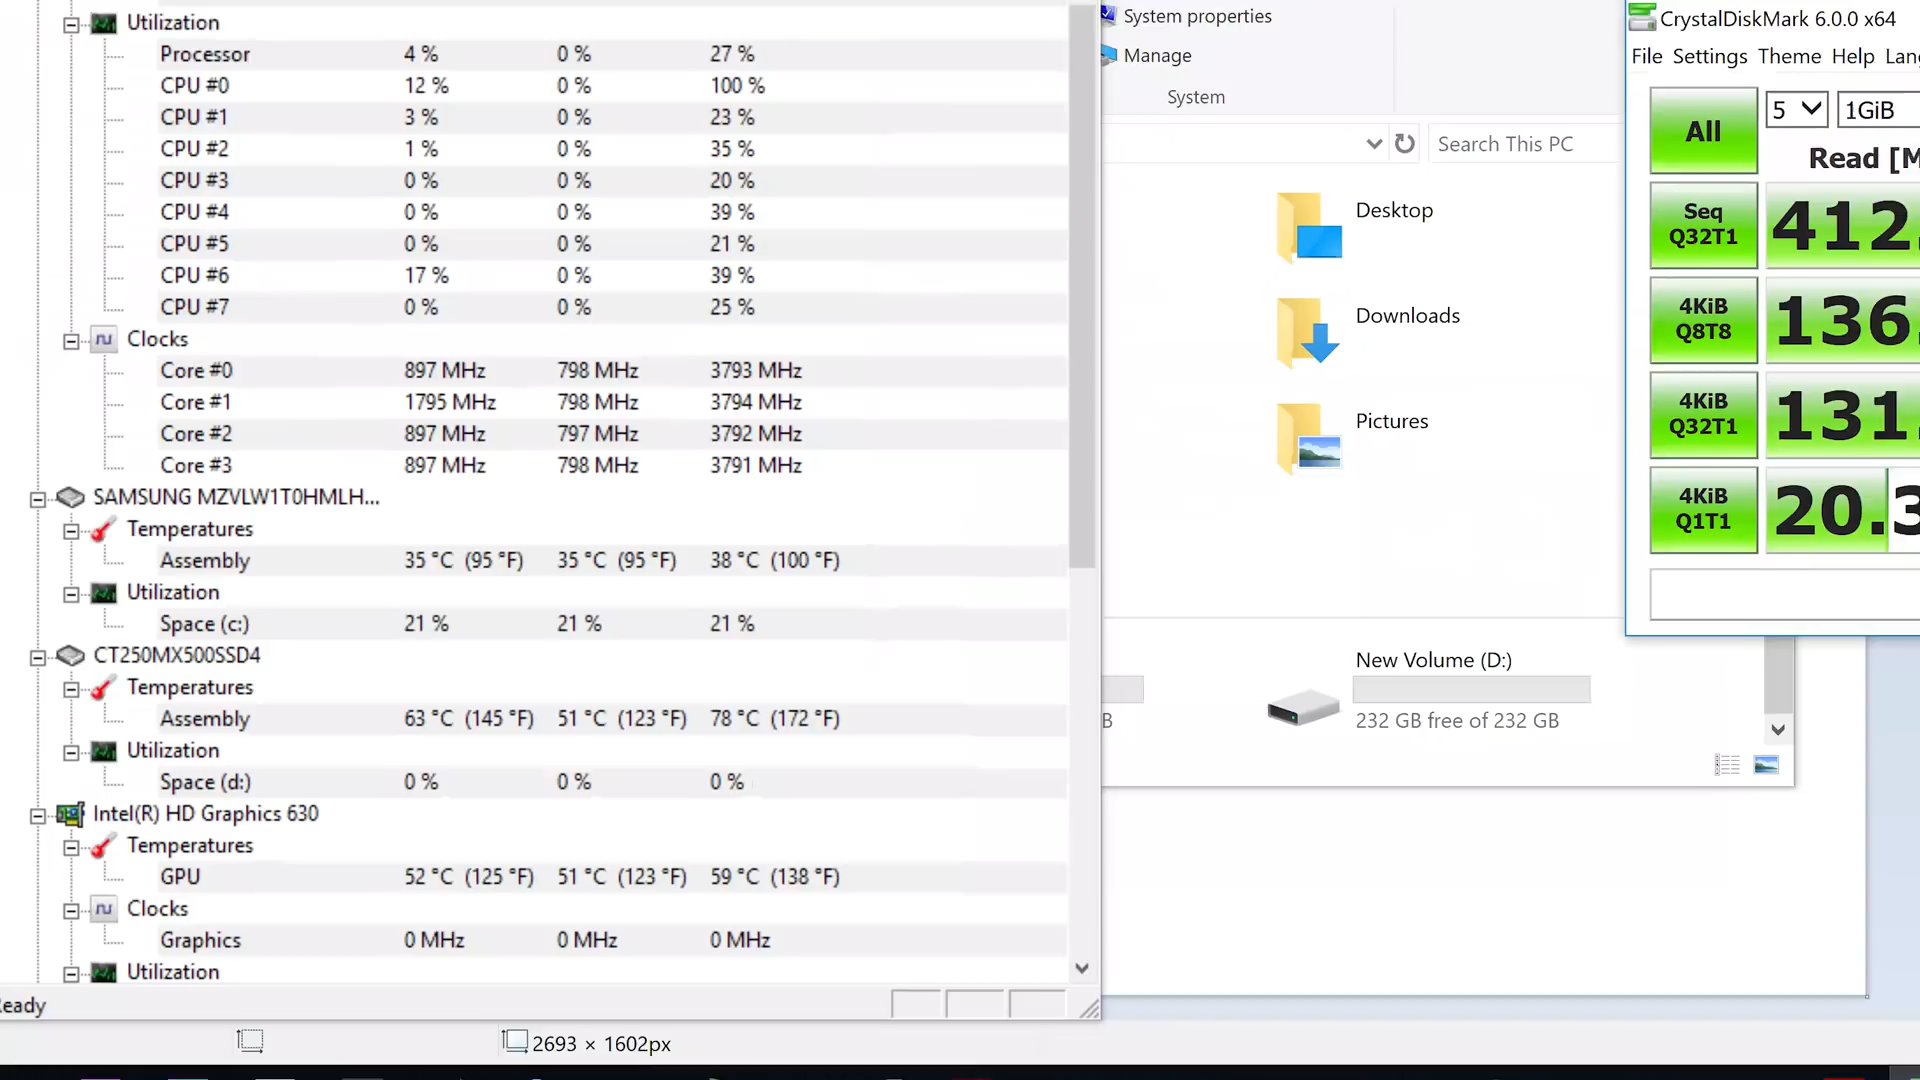 Utilization
Processor 4 % 0 % 27 %
CPU #0 12 % 0 % 100 %
CPU #1 3 % 0 % 23 %
CPU #2 1 % 0 % 35 %
CPU #3 0 % 0 % 20 %
CPU #4 0 % 0 % 39 %
CPU #5 0 % 0 % 21 %
CPU #6 17 % 0 % 39 %
CPU #7 0 % 0 % 25 %
Clocks
Core #0 897 MHz 798 MHz 3793 MHz
Core #1 1795 MHz 798 MHz 3794 MHz
Core #2 897 MHz 797 MHz 3792 MHz
Core #3 897 MHz 798 MHz 3791 MHz
SAMSUNG MZVLW1T0HMLH...
Temperatures
Assembly 35 °C (95 °F) 35 °C (95 °F) 38 °C (100 °F)
Utilization
Space (c:) 21 % 21 % 21 %
CT250MX500SSD4
Temperatures
Assembly 63 °C (145 °F) 51 °C (123 °F) 78 °C (172 °F)
Utilization
Space (d:) 0 % 0 % 0 %
Intel(R) HD Graphics 630
Temperatures
GPU 52 °C (125 °F) 51 °C (123 °F) 59 °C (138 °F)
Clocks
Graphics 0 MHz 0 MHz 0 MHz
Utilization
eady
2693 × 1602px
System properties
Manage
System
Search This PC
Desktop
Downloads
Pictures
B
New Volume (D:)
232 GB free of 232 GB
CrystalDiskMark 6.0.0 x64
File Settings Theme Help Lang
All 5 1GiB
Read [M
Seq Q32T1 412.
4KiB Q8T8 136.
4KiB Q32T1 131.
4KiB Q1T1 20.3